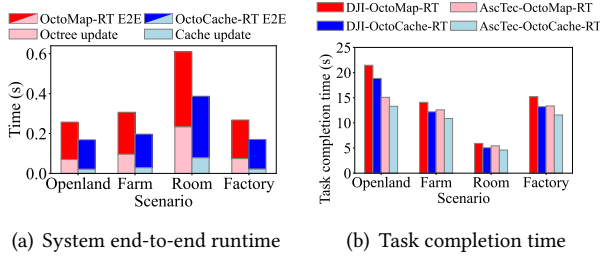 OctoMap-RT E2E
OctoCache-RT E2E
Octree update
Cache update
Time (s)
0.6
0.4
0.2
0.0
Openland
Farm
Room
Factory
Scenario
(a) System end-to-end runtime
DJI-OctoMap-RT
AscTec-OctoMap-RT
DJI-OctoCache-RT
AscTec-OctoCache-RT
Task completion time (s)
25
20
15
10
5
0
Openland
Farm
Room
Factory
Scenario
(b) Task completion time